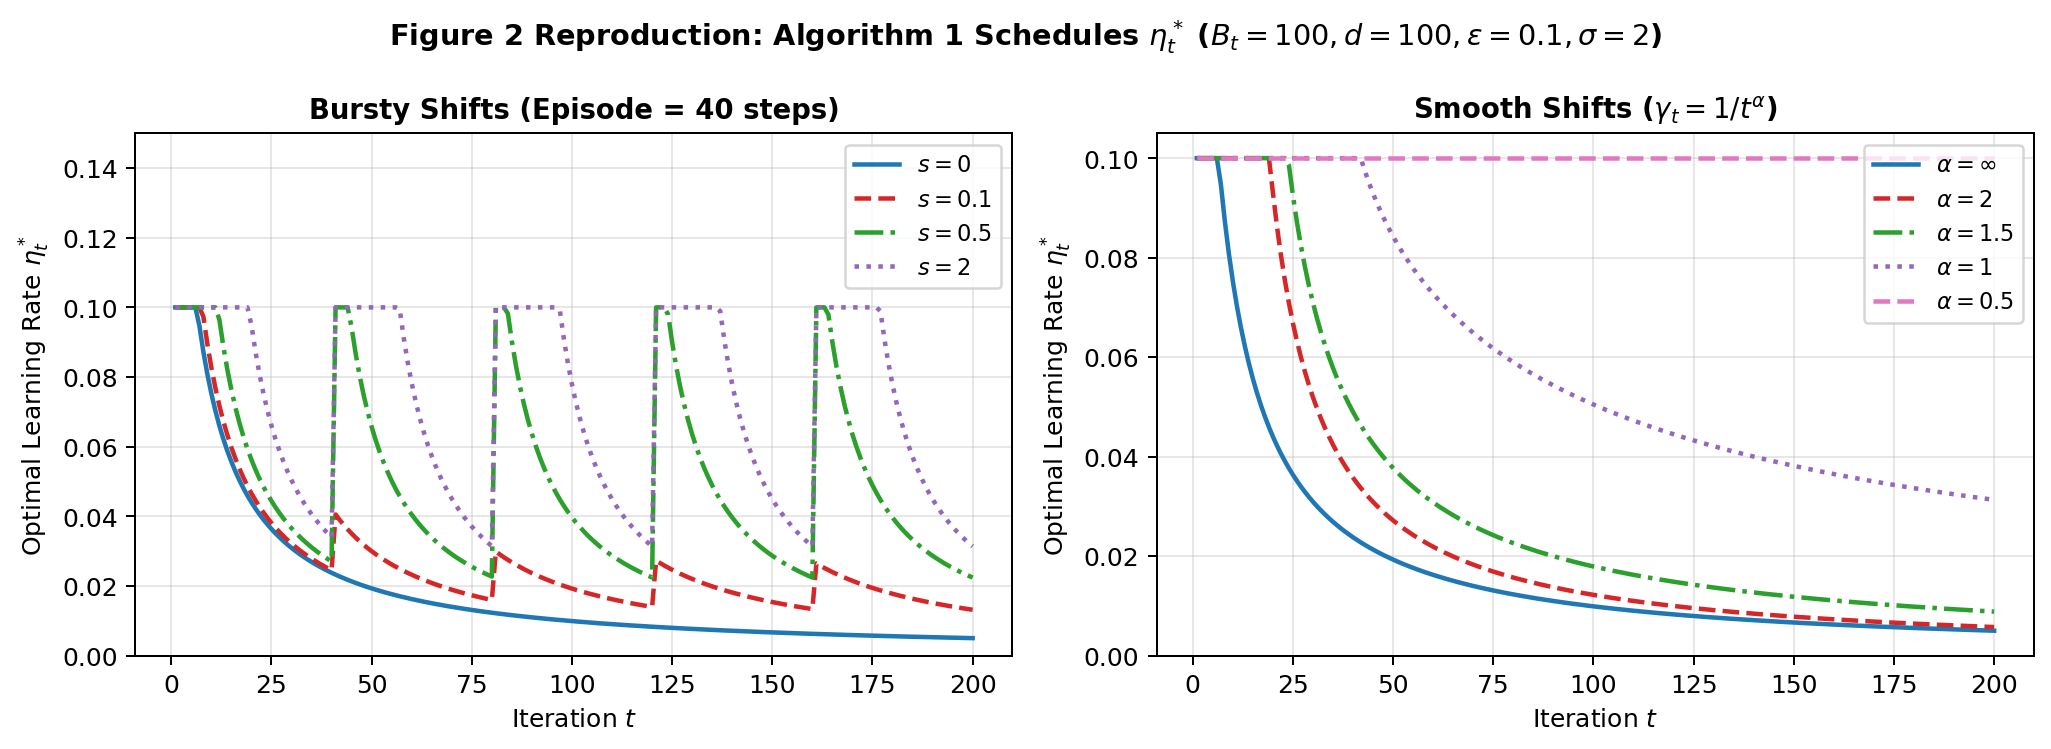 Figure 2 Reproduction: Algorithm 1 Schedules η*ₜ (Bₜ = 100, d = 100, ε = 0.1, σ = 2)
Bursty Shifts (Episode = 40 steps)
Optimal Learning Rate η*ₜ
0.14
0.12
0.10
0.08
0.06
0.04
0.02
0.00
s = 0
s = 0.1
s = 0.5
s = 2
0 25 50 75 100 125 150 175 200
Iteration t
Smooth Shifts (γₜ = 1/t^α)
Optimal Learning Rate η*ₜ
0.10
0.08
0.06
0.04
0.02
0.00
α = ∞
α = 2
α = 1.5
α = 1
α = 0.5
0 25 50 75 100 125 150 175 200
Iteration t